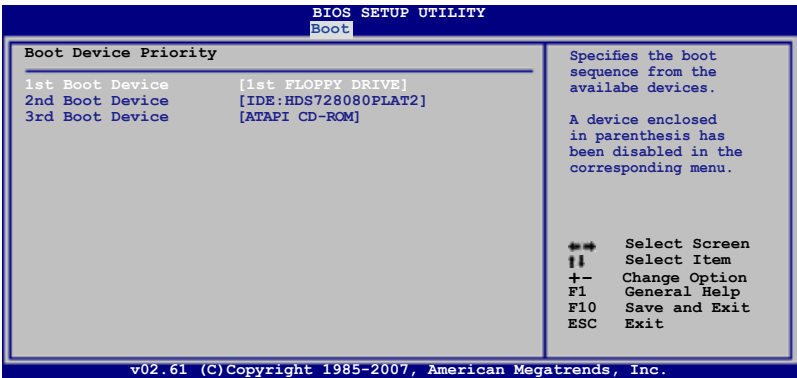 BIOS SETUP UTILITY
Boot
Boot Device Priority
1st Boot Device [1st FLOPPY DRIVE]
2nd Boot Device [IDE:HDS728080PLAT2]
3rd Boot Device [ATAPI CD-ROM]
Specifies the boot
sequence from the
availabe devices.
A device enclosed
in parenthesis has
been disabled in the
corresponding menu.
←→ Select Screen
↑↓ Select Item
+- Change Option
F1 General Help
F10 Save and Exit
ESC Exit
v02.61 (C)Copyright 1985-2007, American Megatrends, Inc.